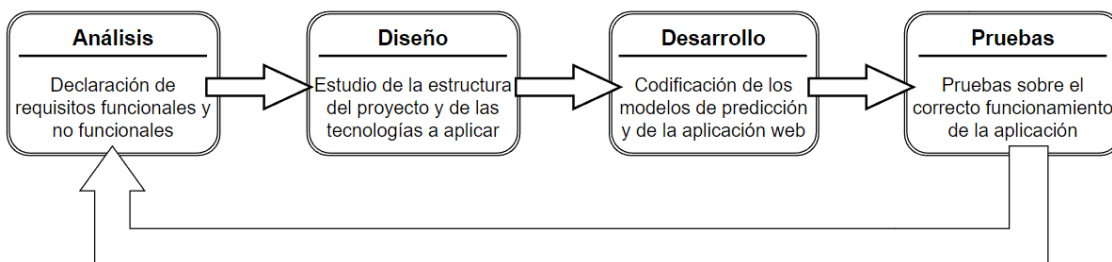 Análisis
Declaración de
requisitos funcionales y
no funcionales
Diseño
Estudio de la estructura
del proyecto y de las
tecnologías a aplicar
Desarrollo
Codificación de los
modelos de predicción
y de la aplicación web
Pruebas
Pruebas sobre el
correcto funcionamiento
de la aplicación